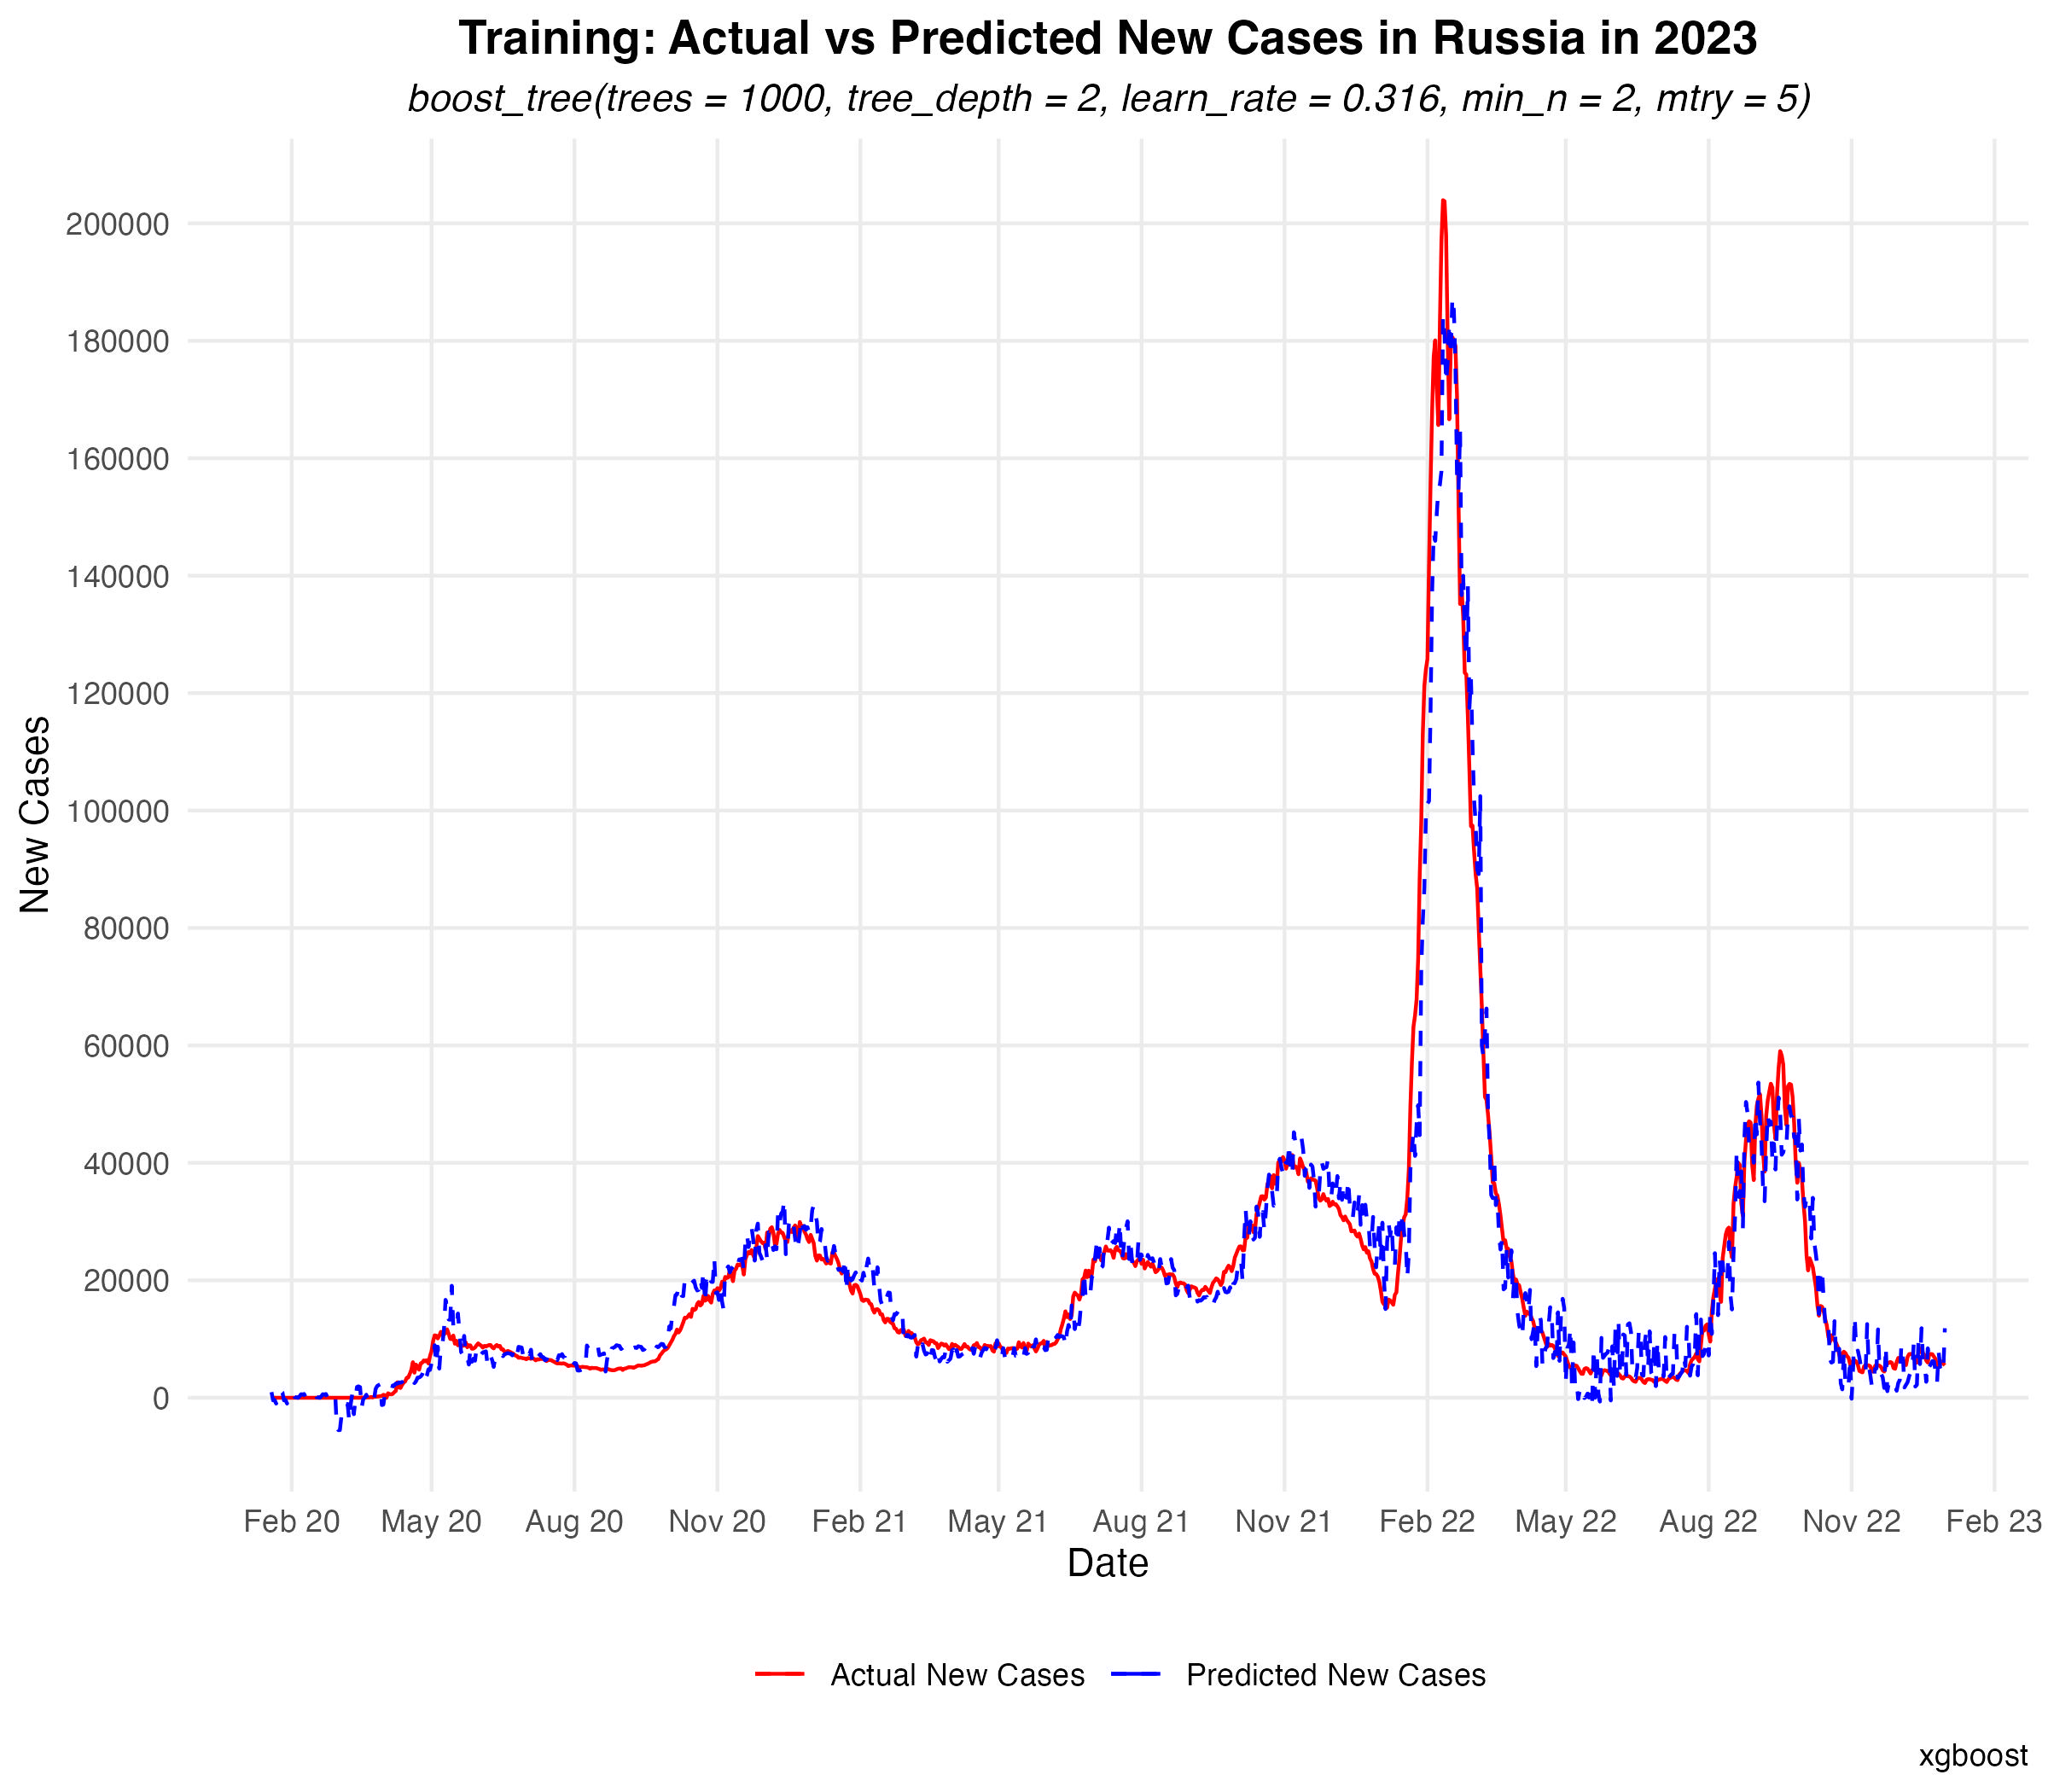 Training: Actual vs Predicted New Cases in Russia in 2023
boost_tree(trees = 1000, tree_depth = 2, learn_rate = 0.316, min_n = 2, mtry = 5)
New Cases
200000
180000
160000
140000
120000
100000
80000
60000
40000
20000
0
Feb 20 May 20 Aug 20 Nov 20 Feb 21 May 21 Aug 21 Nov 21 Feb 22 May 22 Aug 22 Nov 22 Feb 23
Date
Actual New Cases Predicted New Cases
xgboost